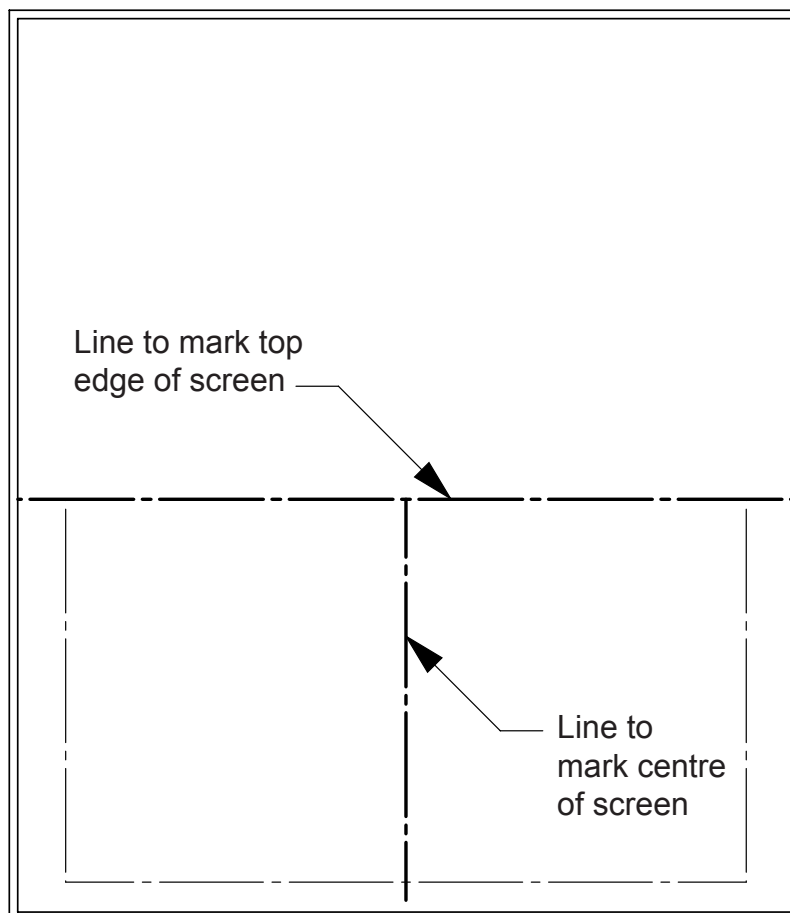 Line to mark top
edge of screen
Line to
mark centre
of screen